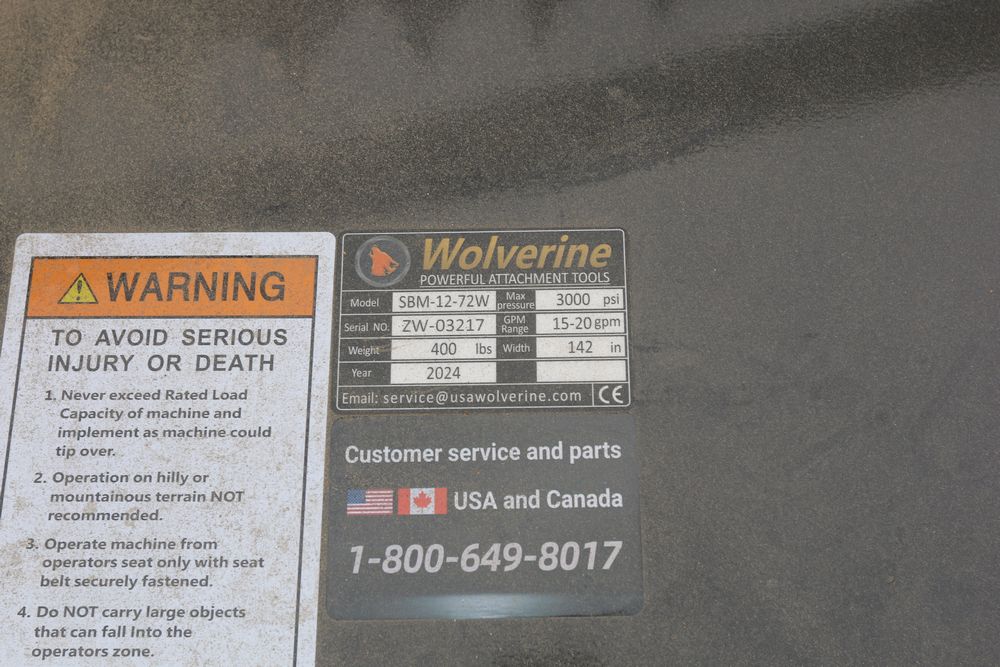 WARNING
TO AVOID SERIOUS
INJURY OR DEATH
1. Never exceed Rated Load
Capacity of machine and
implement as machine could
tip over.
2. Operation on hilly or
mountainous terrain NOT
recommended.
3. Operate machine from
operators seat only with seat
belt securely fastened.
4. Do NOT carry large objects
that can fall Into the
operators zone.
Wolverine
POWERFUL ATTACHMENT TOOLS
Model SBM-12-72W Max pressure 3000 psi
Serial NO. ZW-03217 GPM Range 15-20 gpm
Weight 400 lbs Width 142 in
Year 2024
Email: service@usawolverine.com CE
Customer service and parts
USA and Canada
1-800-649-8017